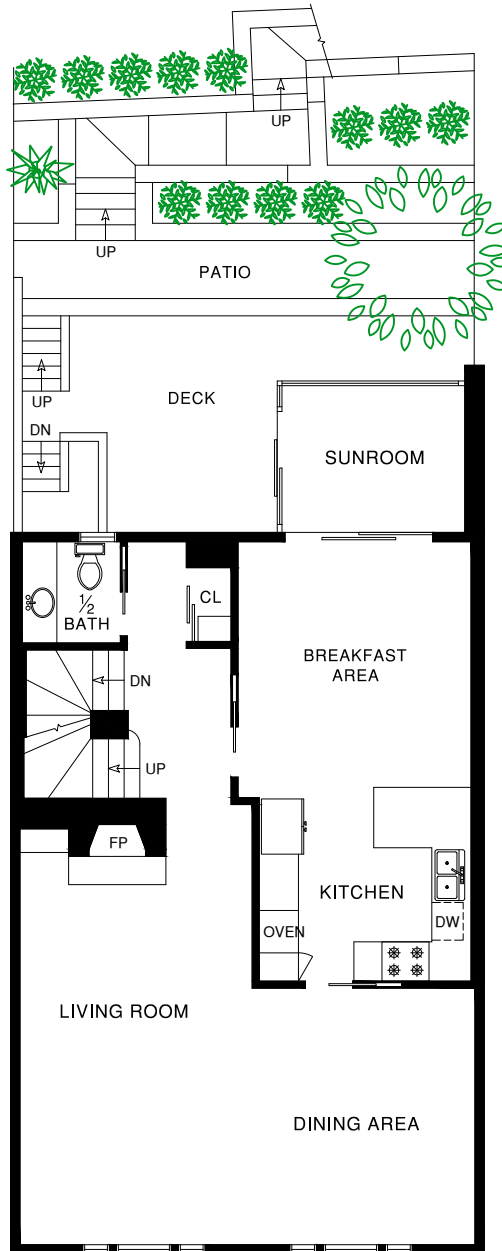 UP
UP
PATIO
DECK
UP
DN
SUNROOM
1/2
BATH
CL
BREAKFAST
AREA
DN
UP
FP
KITCHEN
OVEN
DW
LIVING ROOM
DINING AREA